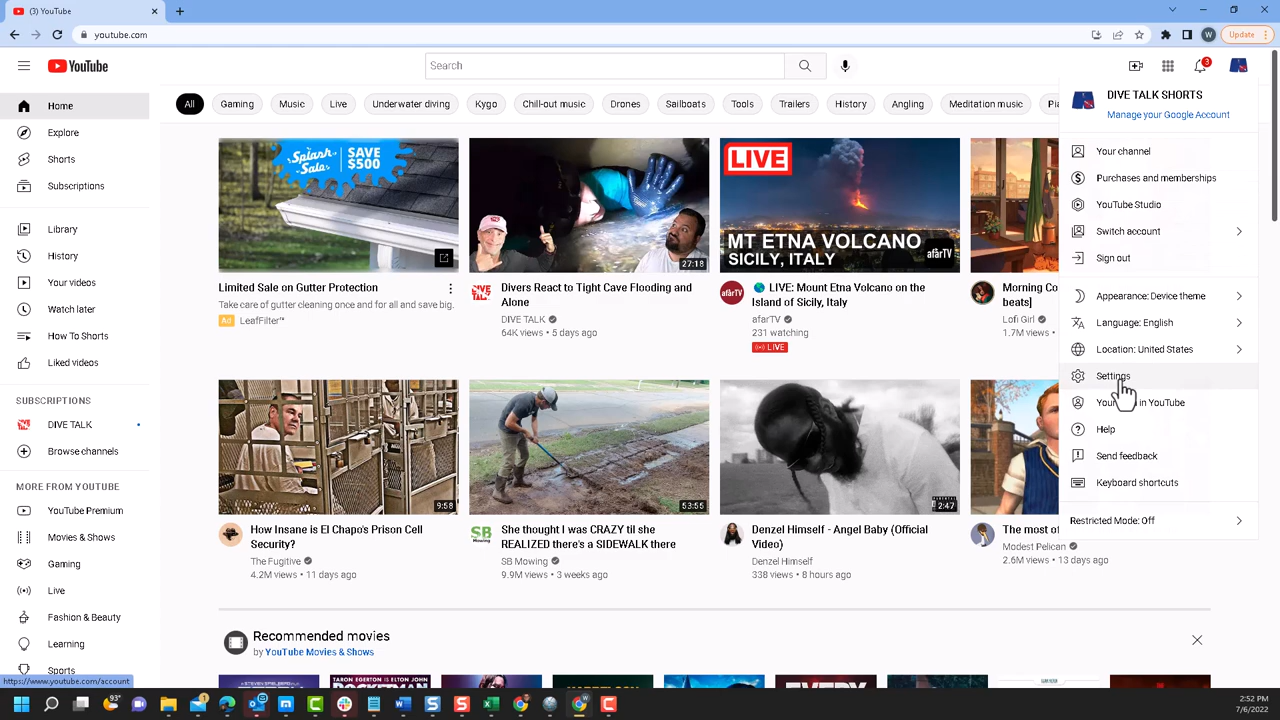 (3) YouTube
youtube.com
W
Update
YouTube
Search
3
All
Gaming
Music
Live
Underwater diving
Kygo
Chill-out music
Drones
Sailboats
Tools
Trailers
History
Angling
Meditation music
Home
Explore
Shorts
Subscriptions
Library
History
Your videos
Watch later
How To Shorts
Liked videos
SUBSCRIPTIONS
DIVE TALK
Browse channels
MORE FROM YOUTUBE
YouTube Premium
Movies & Shows
Gaming
Live
Fashion & Beauty
Learning
Sports
https://www.youtube.com/account
Splash Sale SAVE $500
Limited Sale on Gutter Protection
Take care of gutter cleaning once and for all and save big.
Ad LeafFilter™
27:18
Divers React to Tight Cave Flooding and
Alone
DIVE TALK
64K views • 5 days ago
LIVE
MT ETNA VOLCANO
SICILY, ITALY
afarTV
LIVE: Mount Etna Volcano on the
Island of Sicily, Italy
afarTV
231 watching
LIVE
Morning Co
beats]
Lofi Girl
1.7M views •
9:58
How Insane is El Chapo's Prison Cell
Security?
The Fugitive
4.2M views • 11 days ago
53:55
SB
She thought I was CRAZY til she
REALIZED there's a SIDEWALK there
SB Mowing
9.9M views • 3 weeks ago
2:47
Denzel Himself - Angel Baby (Official
Video)
Denzel Himself
338 views • 8 hours ago
The most of
Modest Pelican
2.6M views • 13 days ago
Recommended movies
by YouTube Movies & Shows
DIVE TALK SHORTS
Manage your Google Account
Your channel
Purchases and memberships
YouTube Studio
Switch account
Sign out
Appearance: Device theme
Language: English
Location: United States
Settings
You in YouTube
Help
Send feedback
Keyboard shortcuts
Restricted Mode: Off
93°
2:52 PM
7/6/2022